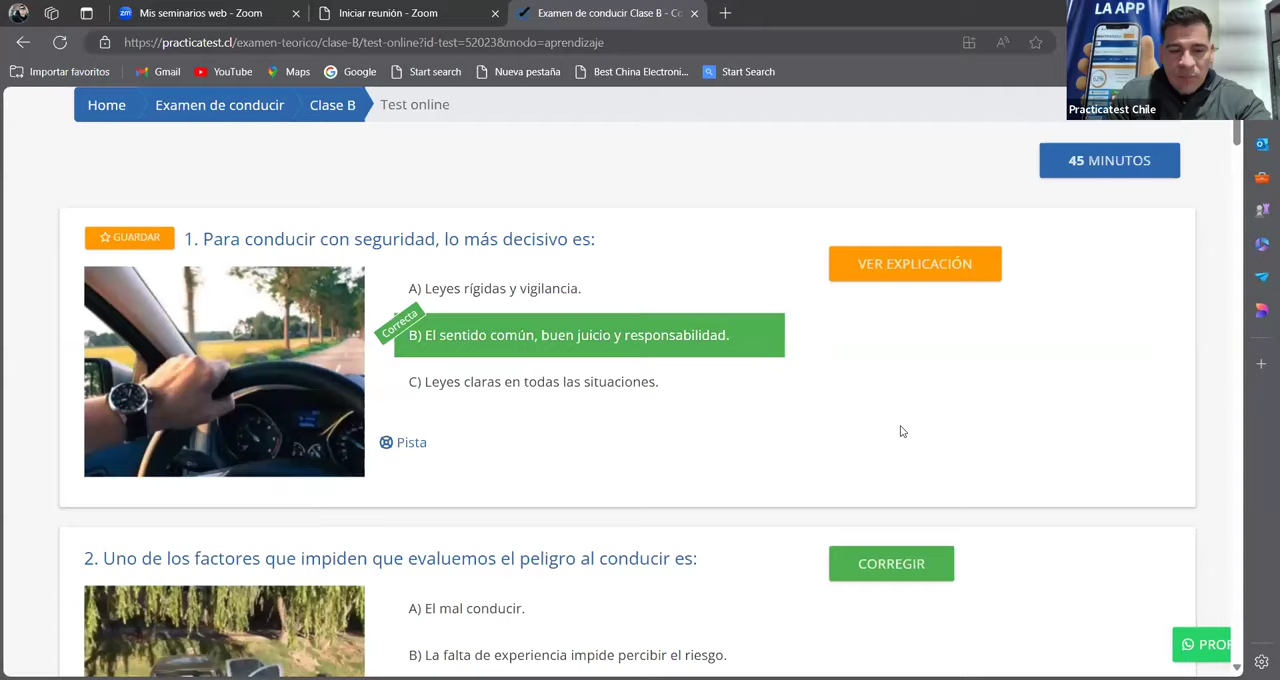 Mis seminarios web - Zoom
Iniciar reunión - Zoom
Examen de conducir Clase B - Co
https://practicatest.cl/examen-teorico/clase-B/test-online?id-test=52023&modo=aprendizaje
Importar favoritos
Gmail
YouTube
Maps
Google
Start search
Nueva pestaña
Best China Electroni...
Start Search
LA APP
Practicatest Chile
Home
Examen de conducir
Clase B
Test online
45 MINUTOS
GUARDAR
1. Para conducir con seguridad, lo más decisivo es:
VER EXPLICACIÓN
A) Leyes rígidas y vigilancia.
Correcta
B) El sentido común, buen juicio y responsabilidad.
C) Leyes claras en todas las situaciones.
Pista
2. Uno de los factores que impiden que evaluemos el peligro al conducir es:
CORREGIR
A) El mal conducir.
B) La falta de experiencia impide percibir el riesgo.
PROF